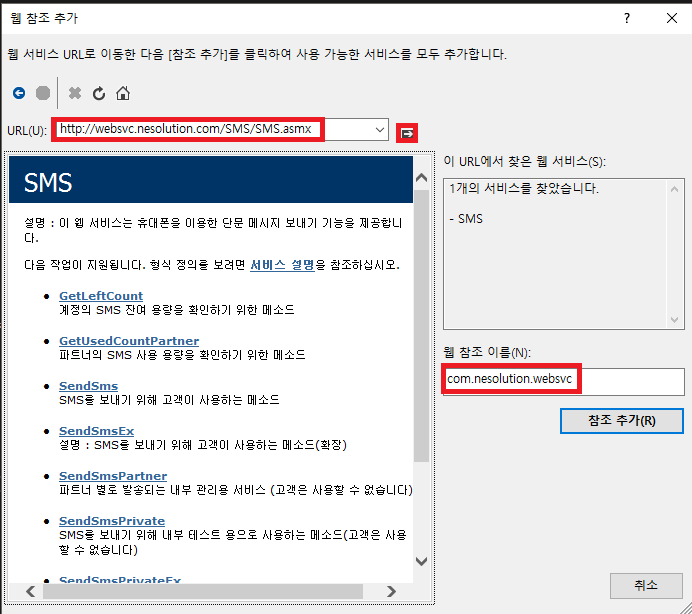 웹 참조 추가
? ×
웹 서비스 URL로 이동한 다음 [참조 추가]를 클릭하여 사용 가능한 서비스를 모두 추가합니다.
URL(U): http://websvc.nesolution.com/SMS/SMS.asmx
SMS
설명 : 이 웹 서비스는 휴대폰을 이용한 단문 메시지 보내기 기능을 제공합니
다.
다음 작업이 지원됩니다. 형식 정의를 보려면 서비스 설명을 참조하십시오.
• GetLeftCount
계정의 SMS 잔여 용량을 확인하기 위한 메소드
• GetUsedCountPartner
파트너의 SMS 사용 용량을 확인하기 위한 메소드
• SendSms
SMS를 보내기 위해 고객이 사용하는 메소드
• SendSmsEx
설명 : SMS를 보내기 위해 고객이 사용하는 메소드(확장)
• SendSmsPartner
파트너 별로 발송되는 내부 관리용 서비스 (고객은 사용할 수 없습니다)
• SendSmsPrivate
SMS를 보내기 위해 내부 테스트 용으로 사용하는 메소드(고객은 사용
할 수 없습니다)
• SendSmsPrivateEx
이 URL에서 찾은 웹 서비스(S):
1개의 서비스를 찾았습니다.
- SMS
웹 참조 이름(N):
com.nesolution.websvc
참조 추가(R)
취소